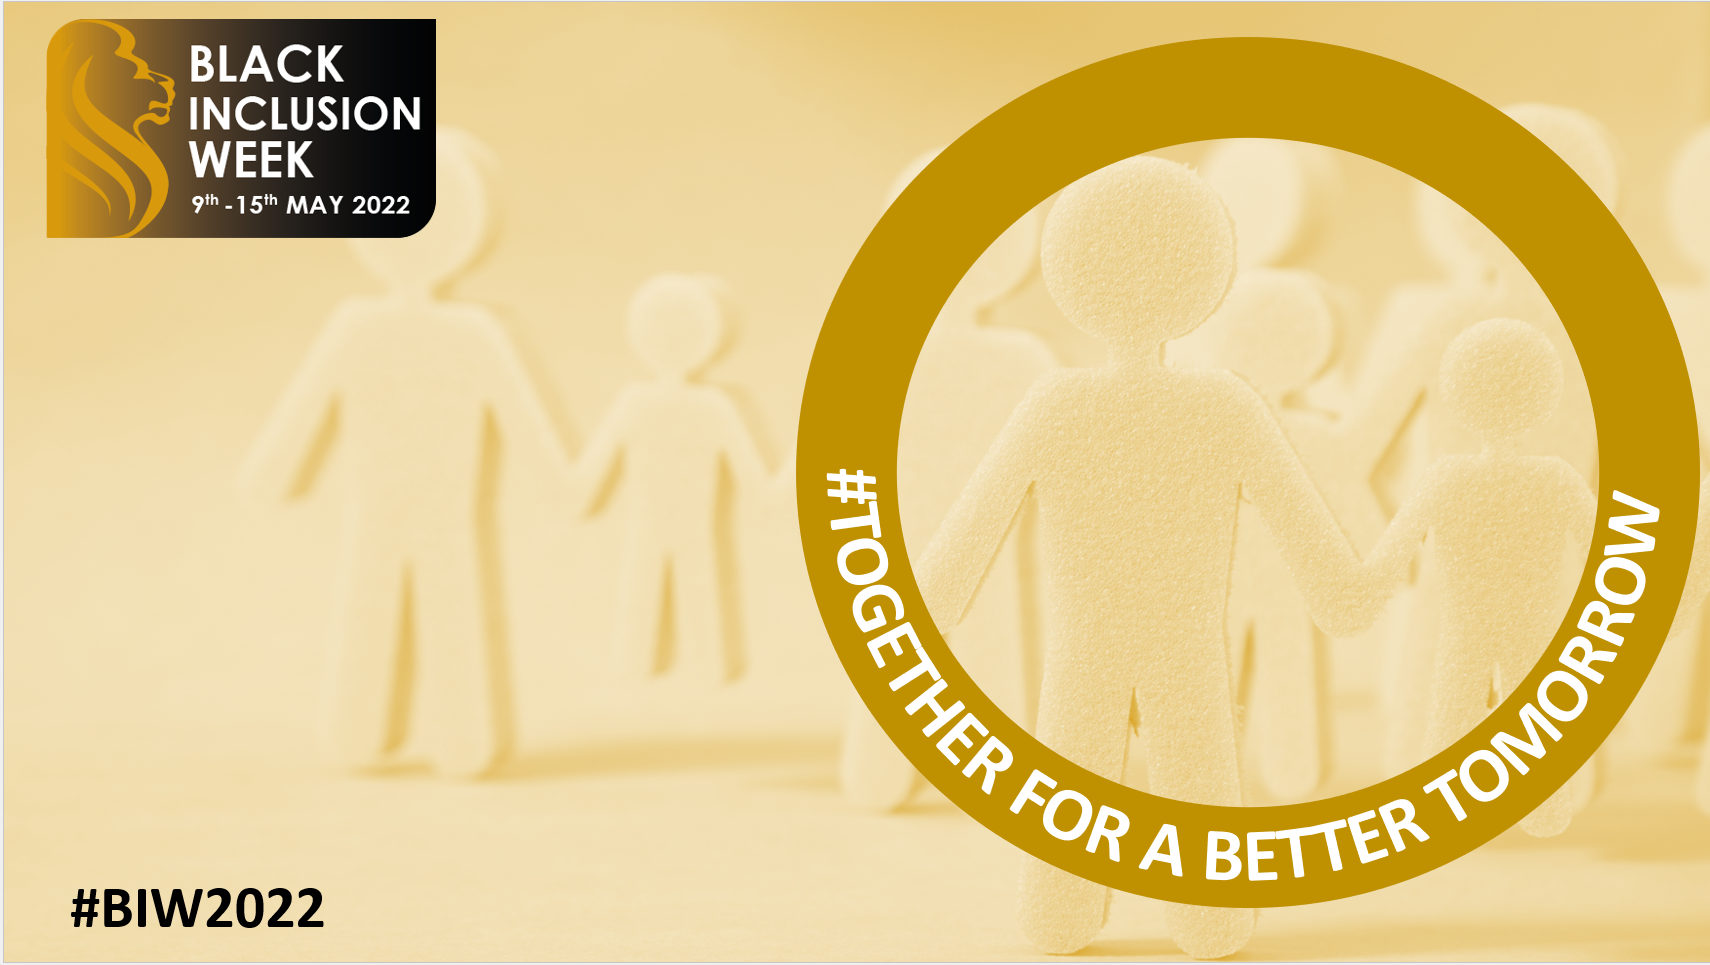 BLACK
INCLUSION
WEEK
9th -15th MAY 2022
#TOGETHER FOR A BETTER TOMORROW
#BIW2022